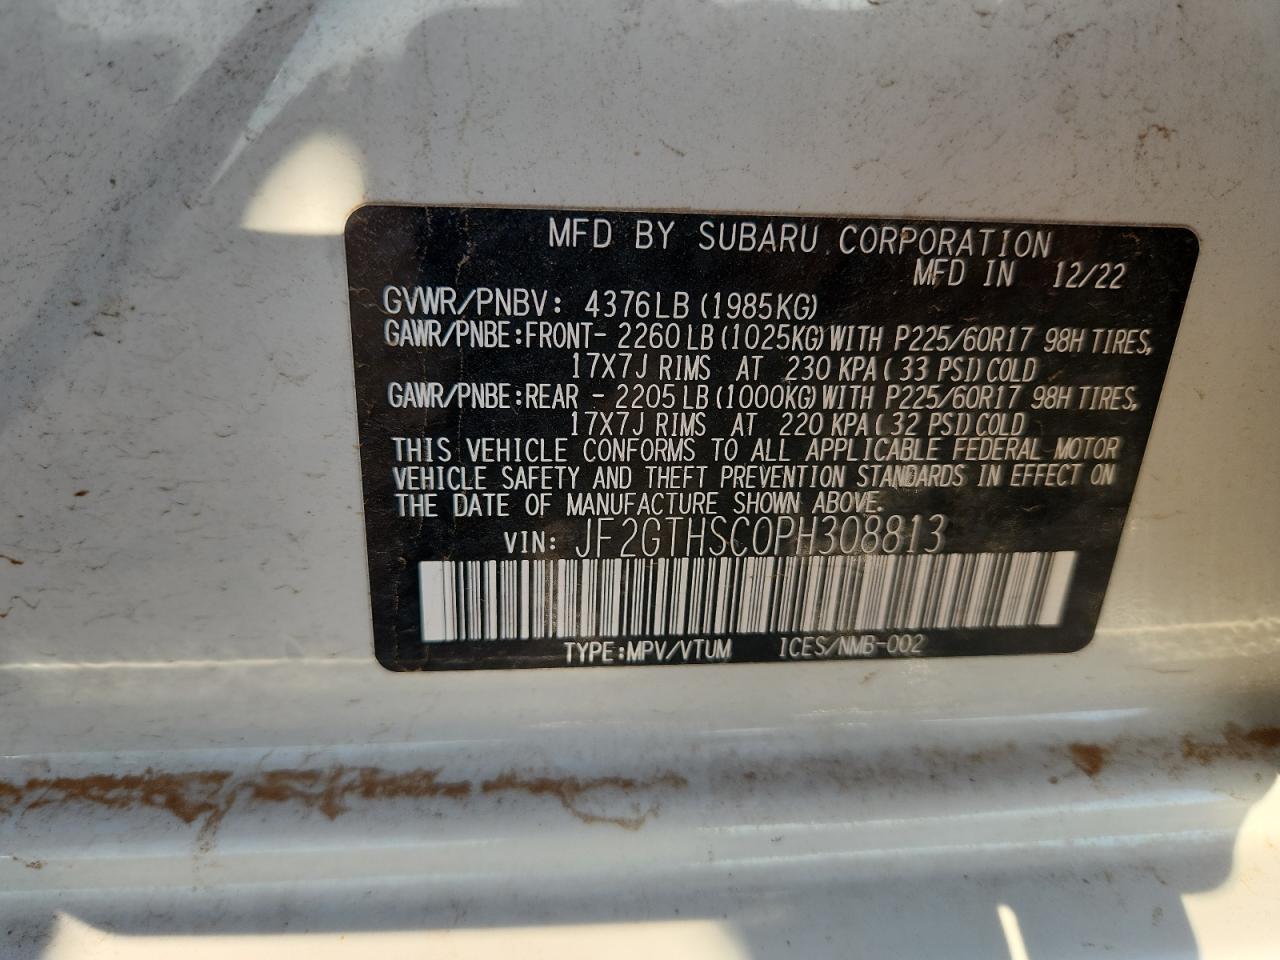 MFD BY SUBARU CORPORATION
MFD IN 12/22
GVWR/PNBV: 4376LB (1985KG)
GAWR/PNBE:FRONT- 2260 LB (1025KG) WITH P225/60R17 98H TIRES,
17X7J RIMS AT 230 KPA( 33 PSI) COLD
GAWR/PNBE:REAR - 2205 LB (1000KG) WITH P225/60R17 98H TIRES,
17X7J RIMS AT 220 KPA( 32 PSI) COLD
THIS VEHICLE CONFORMS TO ALL APPLICABLE FEDERAL MOTOR
VEHICLE SAFETY AND THEFT PREVENTION STANDARDS IN EFFECT ON
THE DATE OF MANUFACTURE SHOWN ABOVE.
VIN: JF2GTHSC0PH308813
TYPE:MPV/VTUM ICES/NMB-002